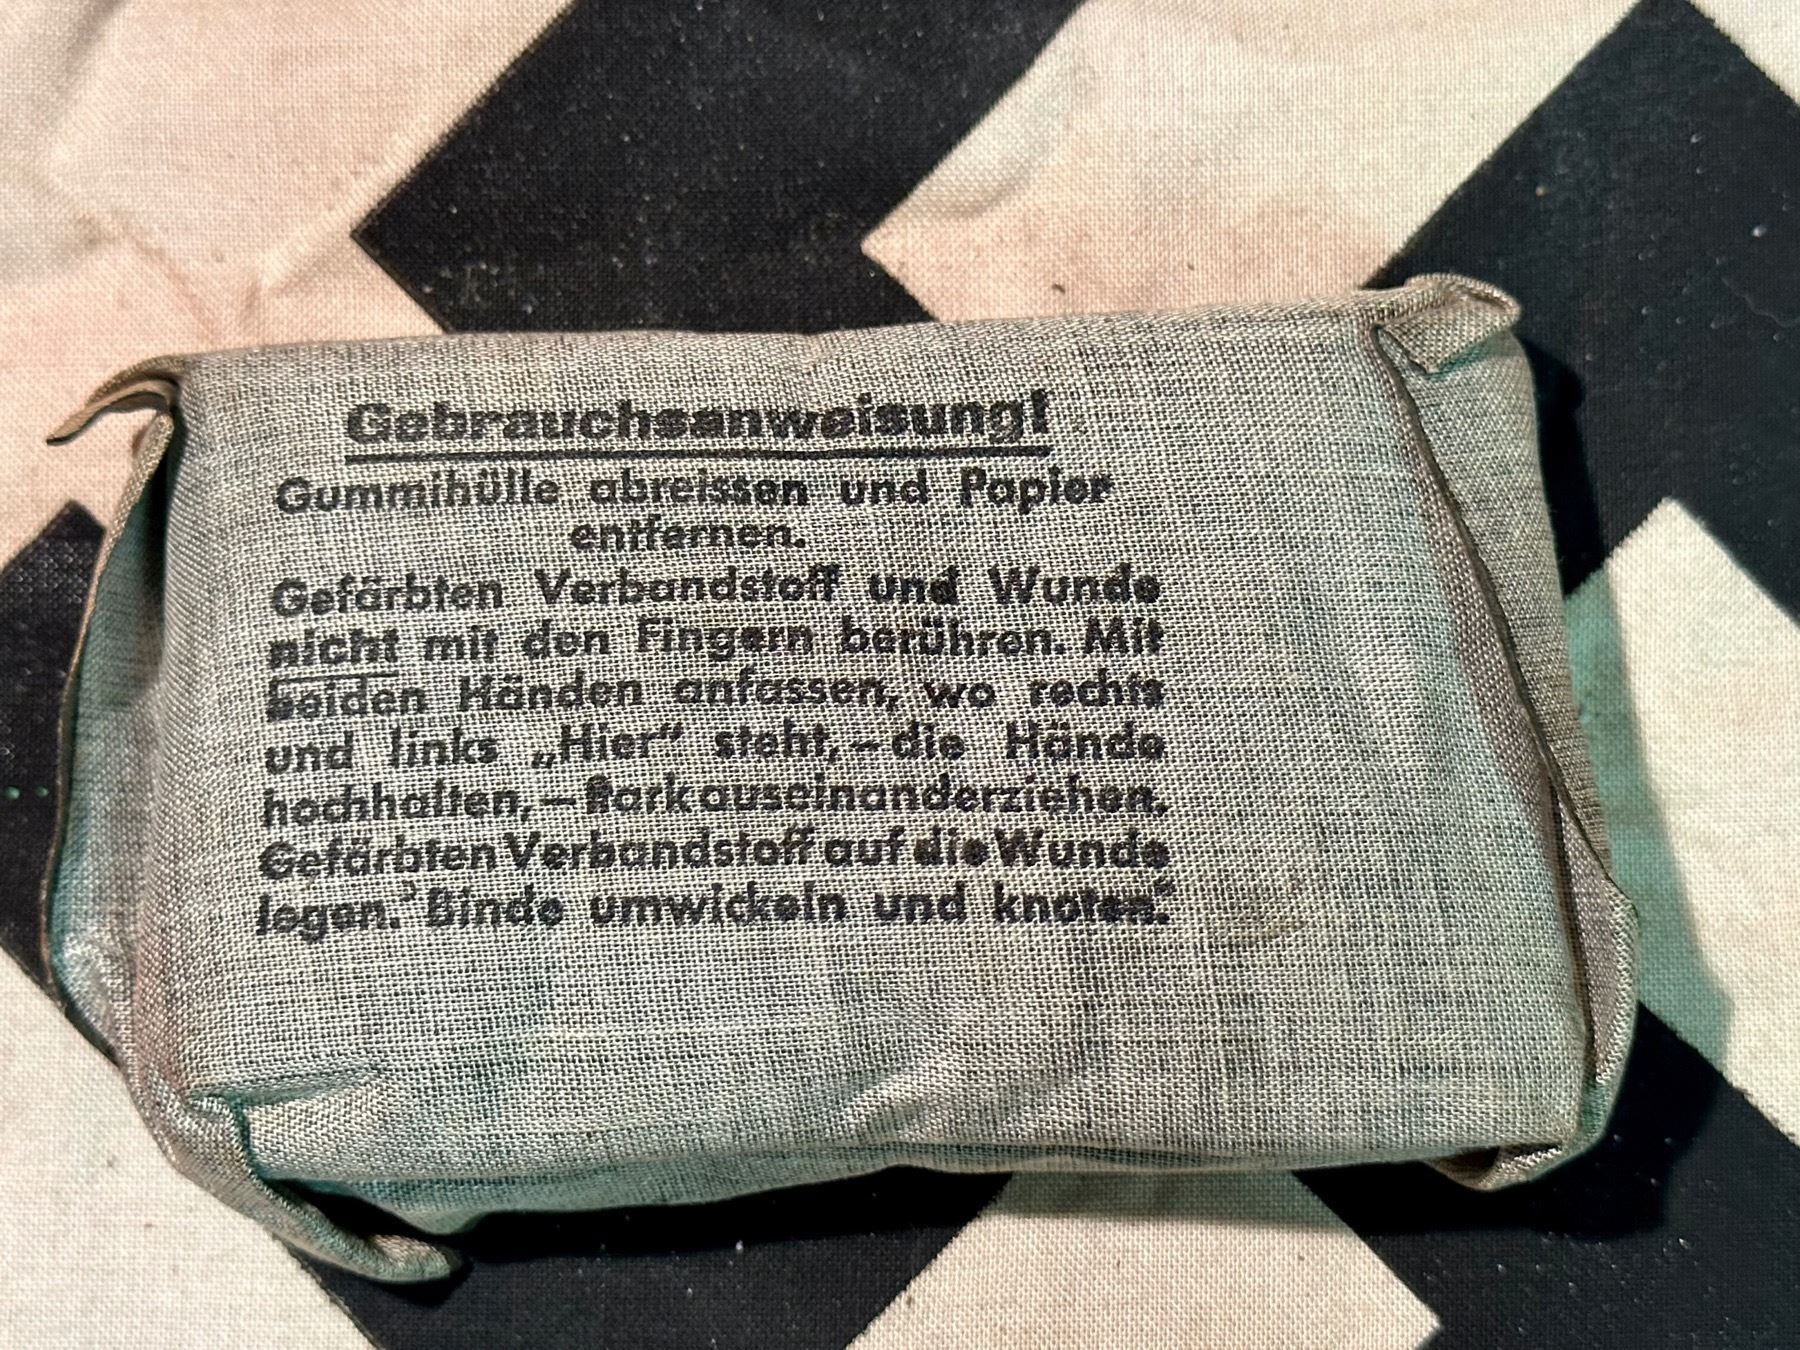 Gebrauchsanweisung!
Gummihülle abreissen und Papier
entfernen.
Gefärbten Verbandstoff und Wunde
nicht mit den Fingern berühren. Mit
beiden Händen anfassen, wo rechts
und links „Hier“ steht, – die Hände
hochhalten, – stark auseinanderziehen.
Gefärbten Verbandstoff auf die Wunde
legen. Binde umwickeln und knoten.